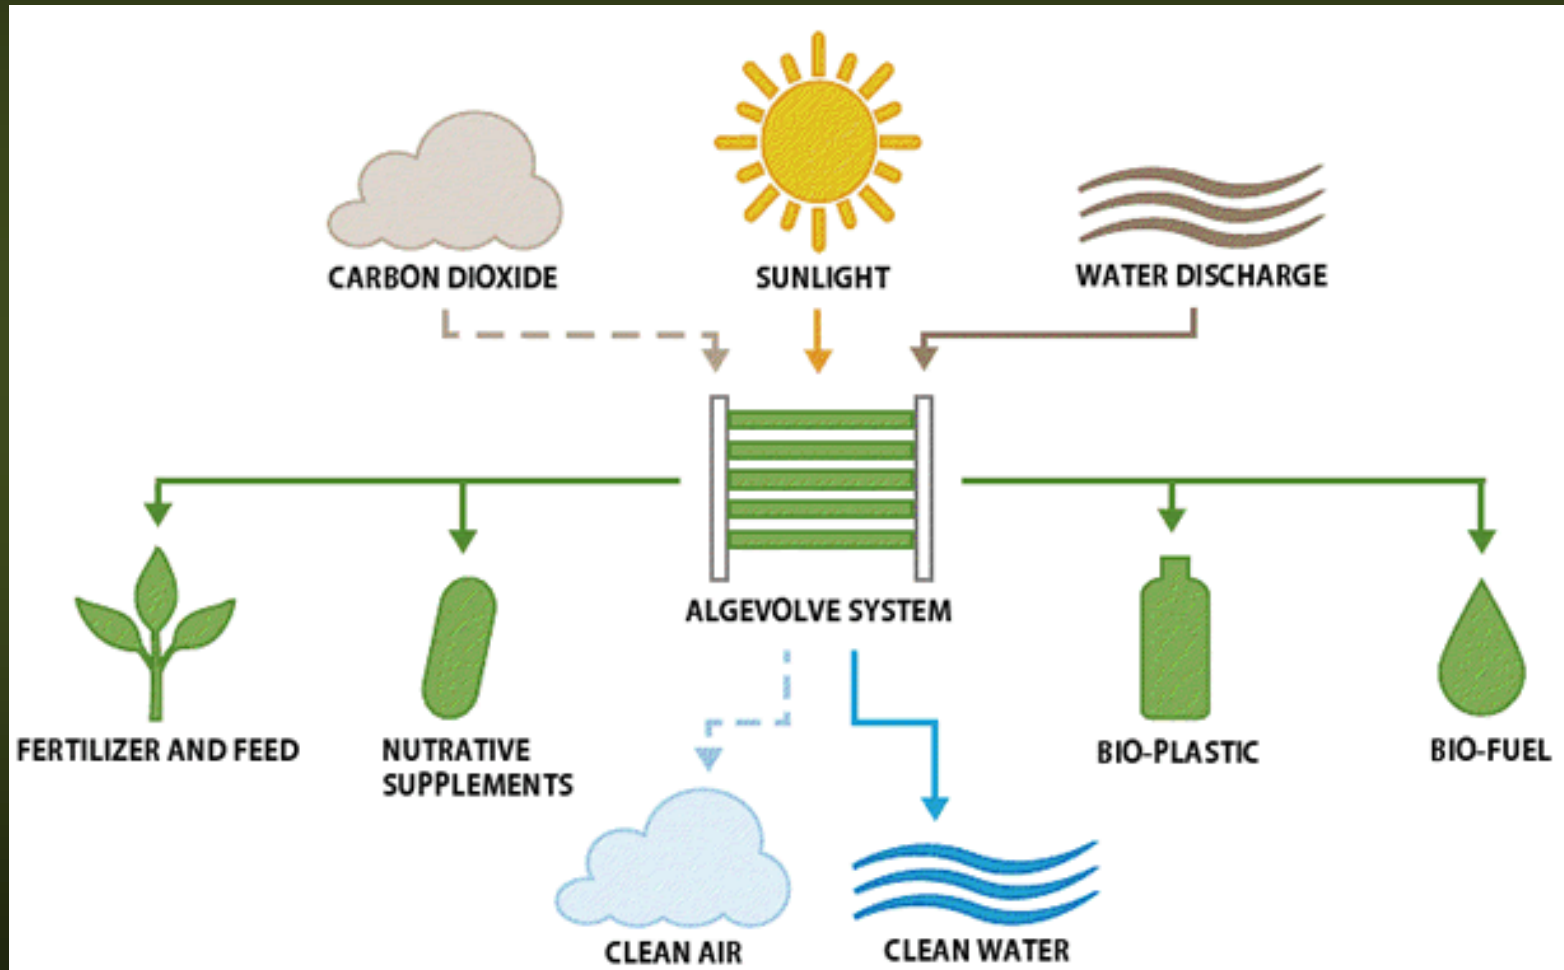 CARBON DIOXIDE
SUNLIGHT
WATER DISCHARGE
ALGEVOLVE SYSTEM
FERTILIZER AND FEED
NUTRATIVE
SUPPLEMENTS
BIO-PLASTIC
BIO-FUEL
CLEAN AIR
CLEAN WATER